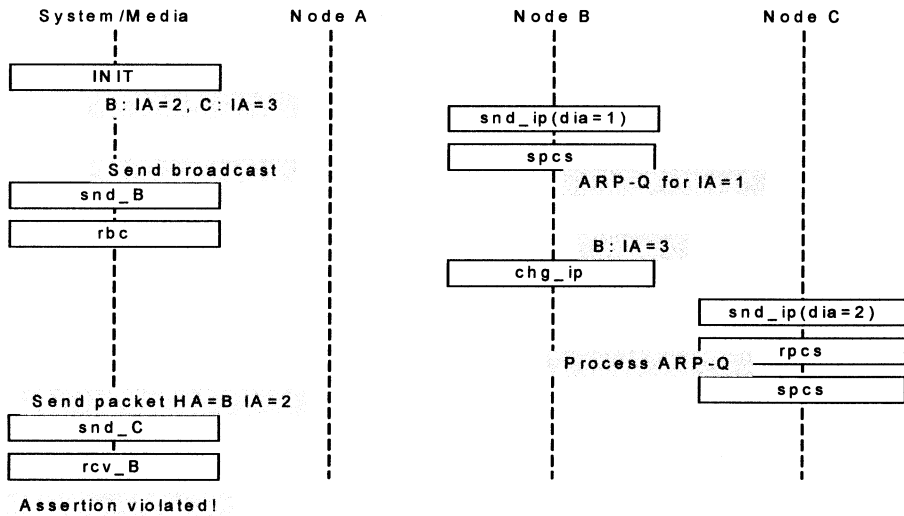 System/Media Node A Node B Node C
INIT
B: IA=2, C: IA=3
snd_ip(dia=1)
spcs
Send broadcast
ARP-Q for IA=1
snd_B
rbc
B: IA=3
chg_ip
snd_ip(dia=2)
rpcs
Process ARP-Q
spcs
Send packet HA=B IA=2
snd_C
rcv_B
Assertion violated!